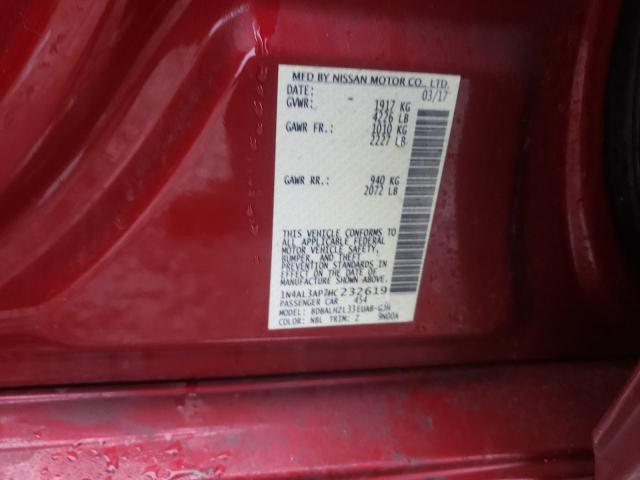 MFD BY NISSAN MOTOR CO., LTD.
DATE: 03/17
GVWR: 1917 KG
4226 LB
GAWR FR.: 1010 KG
2227 LB
GAWR RR.: 940 KG
2072 LB
THIS VEHICLE CONFORMS TO
ALL APPLICABLE FEDERAL
MOTOR VEHICLE SAFETY,
BUMPER, AND THEFT
PREVENTION STANDARDS IN
EFFECT ON THE DATE OF
MANUFACTURE SHOWN ABOVE.
1N4AL3AP7HC232619
PASSENGER CAR 454
MODEL: BDBALHZL33EUAB-GJN
COLOR: NBL TRIM: Z 9N00A